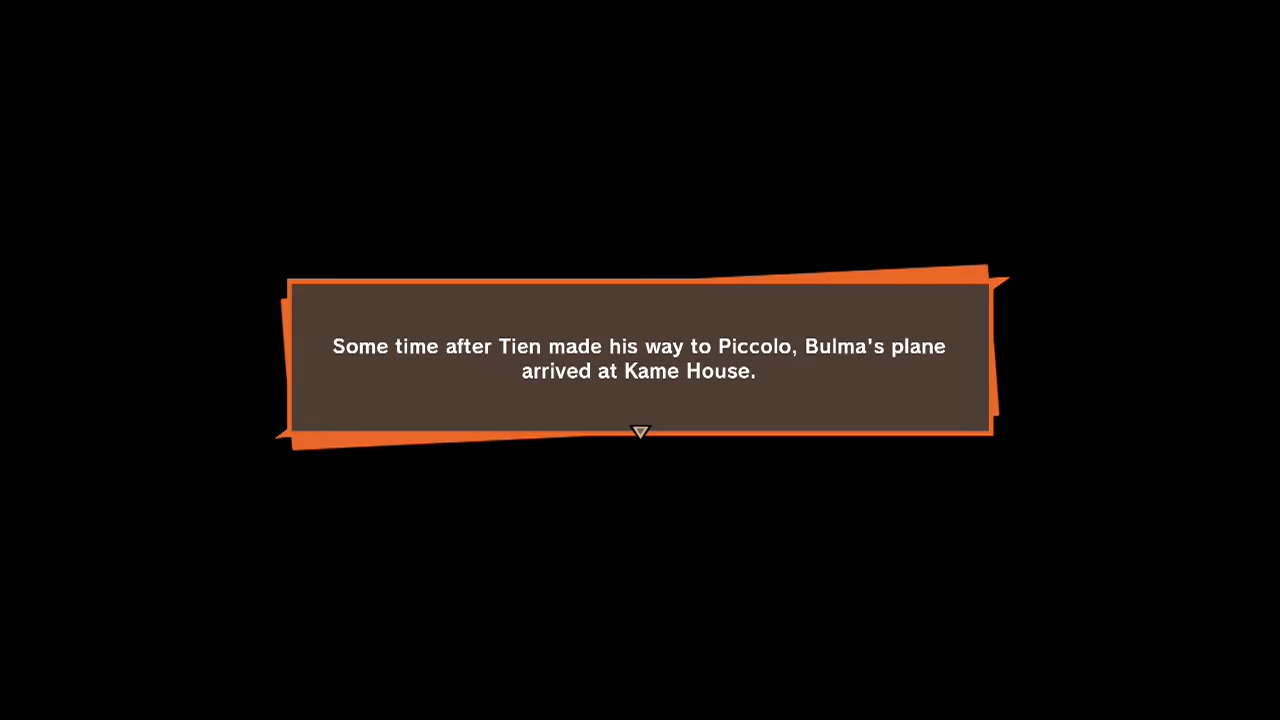 Some time after Tien made his way to Piccolo, Bulma's plane
arrived at Kame House.